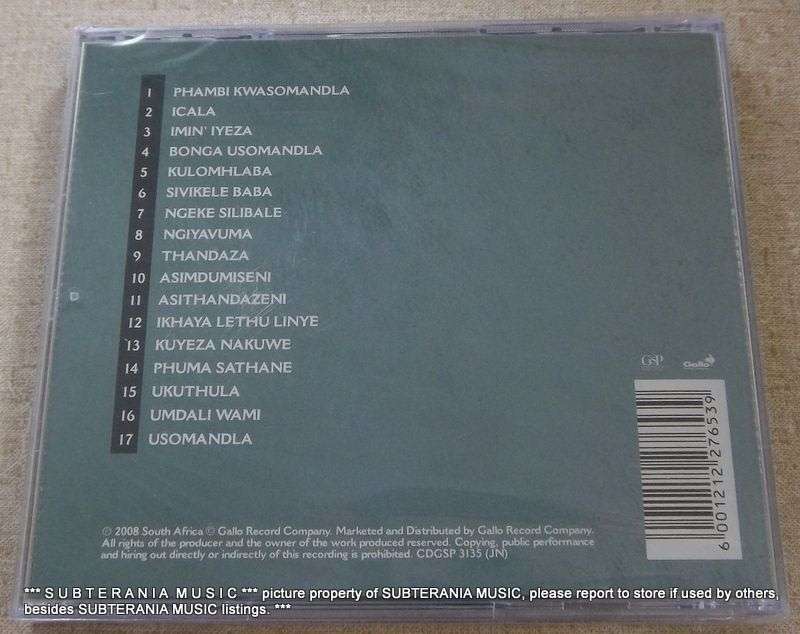 1 PHAMBI KWASOMANDLA
2 ICALA
3 IMIN' IYEZA
4 BONGA USOMANDLA
5 KULOMHLABA
6 SIVIKELE BABA
7 NGEKE SILIBALE
8 NGIYAVUMA
9 THANDAZA
10 ASIMDUMISENI
11 ASITHANDAZENI
12 IKHAYA LETHU LINYE
13 KUYEZA NAKUWE
14 PHUMA SATHANE
15 UKUTHULA
16 UMDALI WAMI
17 USOMANDLA
GSP Gallo
6 001212 276539
℗ 2008 South Africa © Gallo Record Company. Marketed and Distributed by Gallo Record Company.
All rights of the producer and the owner of the work produced reserved. Copying, public performance
and hiring out directly or indirectly of this recording is prohibited. CDGSP 3135 (JN)
*** S U B T E R A N I A M U S I C *** picture property of SUBTERANIA MUSIC, please report to store if used by others,
besides SUBTERANIA MUSIC listings. ***